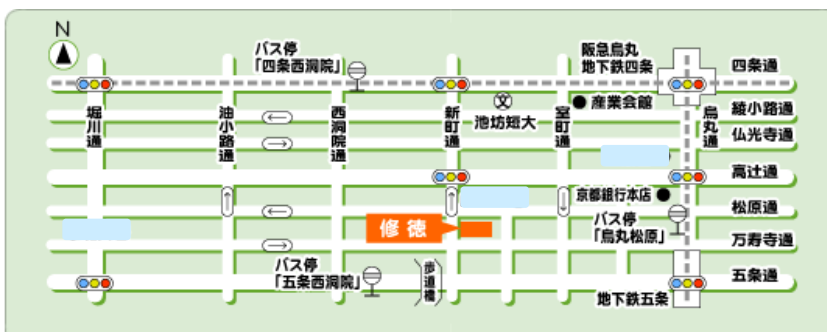 N
バス停
「四条西洞院」
阪急烏丸
地下鉄四条
四条通
堀川通
油小路通
西洞院通
新町通
文
池坊短大
室町通
産業会館
烏丸通
綾小路通
仏光寺通
高辻通
京都銀行本店
松原通
修徳
バス停
「烏丸松原」
万寿寺通
バス停
「五条西洞院」
歩道橋
五条通
地下鉄五条